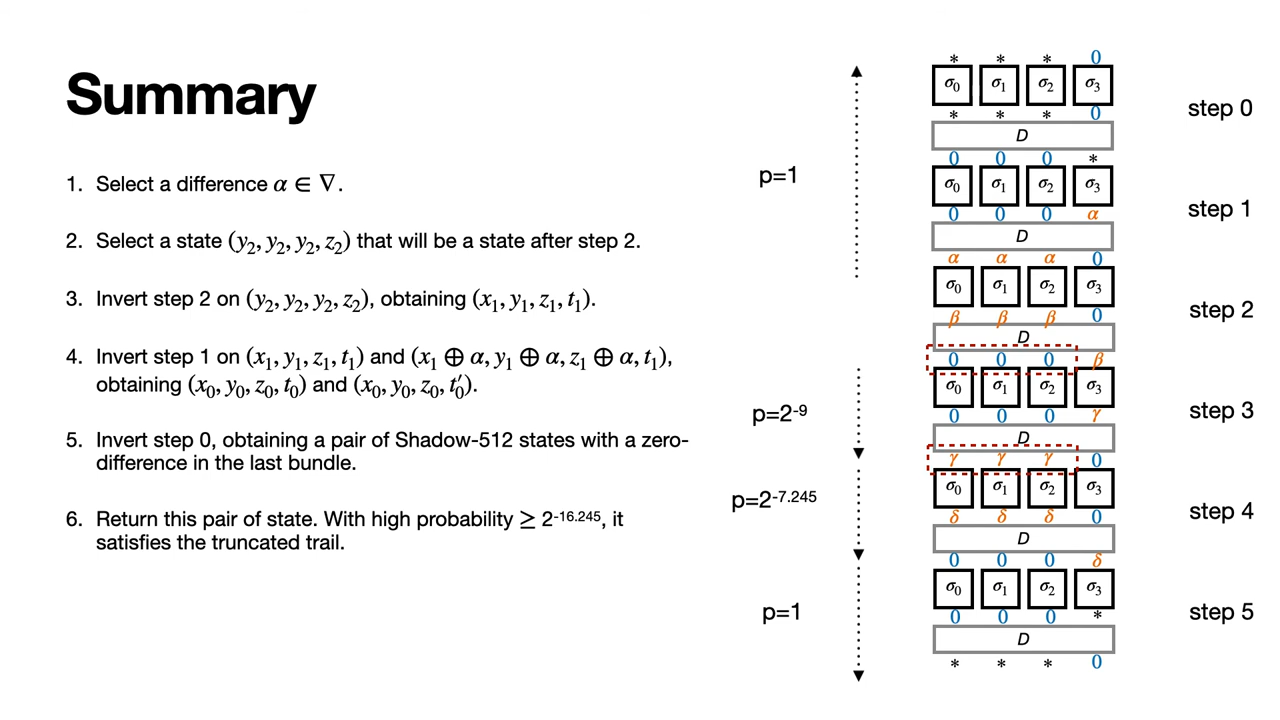 Summary
1. Select a difference α ∈ ∇.
2. Select a state (y₂, y₂, y₂, z₂) that will be a state after step 2.
3. Invert step 2 on (y₂, y₂, y₂, z₂), obtaining (x₁, y₁, z₁, t₁).
4. Invert step 1 on (x₁, y₁, z₁, t₁) and (x₁ ⊕ α, y₁ ⊕ α, z₁ ⊕ α, t₁),
obtaining (x₀, y₀, z₀, t₀) and (x₀, y₀, z₀, t₀′).
5. Invert step 0, obtaining a pair of Shadow-512 states with a zero-
difference in the last bundle.
6. Return this pair of state. With high probability ≥ 2⁻¹⁶·²⁴⁵, it
satisfies the truncated trail.
p=1
p=2⁻⁹
p=2⁻⁷·²⁴⁵
p=1
* * * 0
σ₀ σ₁ σ₂ σ₃
step 0
* * * 0
D
0 0 0 *
σ₀ σ₁ σ₂ σ₃
step 1
0 0 0 α
D
α α α 0
σ₀ σ₁ σ₂ σ₃
step 2
β β β 0
D
0 0 0 β
σ₀ σ₁ σ₂ σ₃
step 3
0 0 0 γ
D
γ γ γ 0
σ₀ σ₁ σ₂ σ₃
step 4
δ δ δ 0
D
0 0 0 δ
σ₀ σ₁ σ₂ σ₃
step 5
0 0 0 *
D
* * * 0